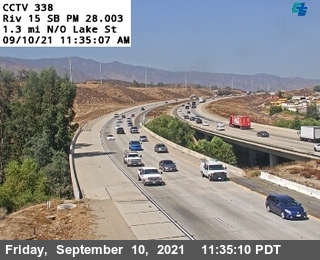 CCTV 338
Riv 15 SB PM 28.003
1.3 mi N/O Lake St
09/10/21 11:35:07 AM
Friday, September 10, 2021 11:35:10 PDT